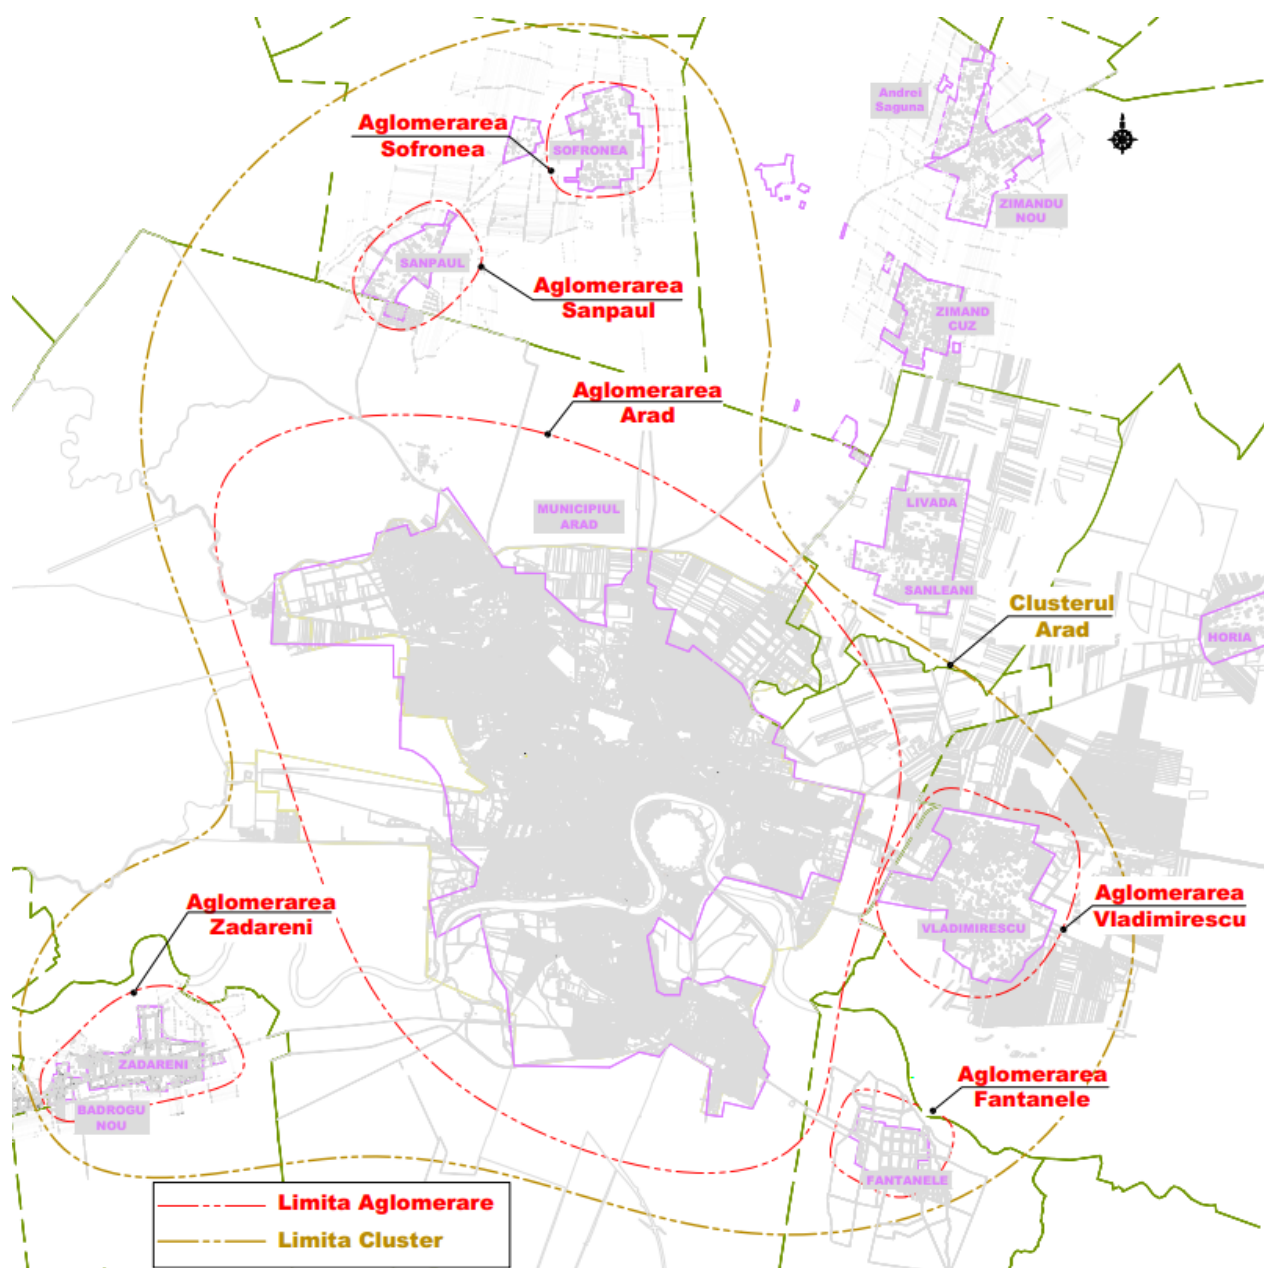 Andrei
Saguna
Aglomerarea
Sofronea
SOFRONEA
ZIMANDU
NOU
SANPAUL
Aglomerarea
Sanpaul
ZIMAND
CUZ
Aglomerarea
Arad
MUNICIPIUL
ARAD
LIVADA
SANLEANI
Clusterul
Arad
HORIA
Aglomerarea
Zadareni
Aglomerarea
Vladimirescu
VLADIMIRESCU
ZADARENI
BADROGU
NOU
Aglomerarea
Fantanele
FANTANELE
Limita Aglomerare
Limita Cluster